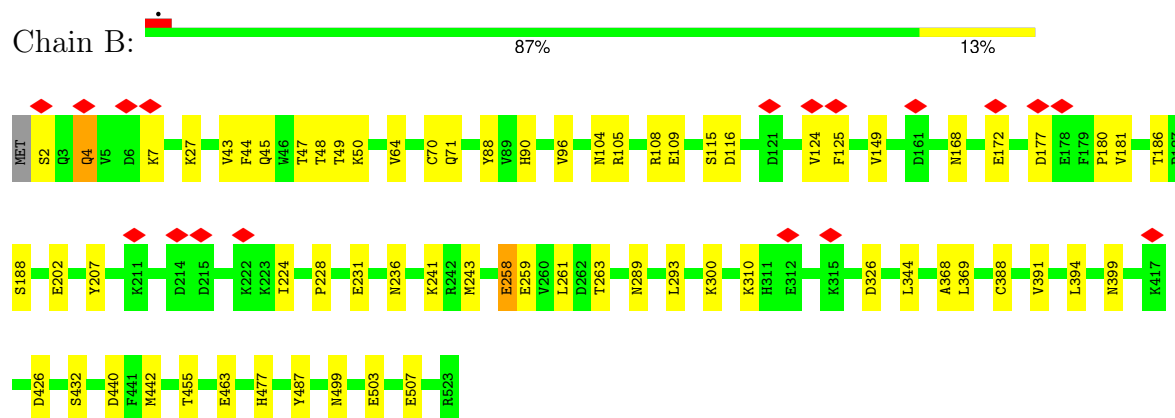 Chain B:
87% 13%
MET S2 Q3 Q4 V5 D6 K7 K27 V43 F44 Q45 W46 T47 T48 T49 K50 V64 C70 Q71 Y88 V89 H90 V96 N104 R105 R108 E109 S115 D116 D121 V124 F125 V149 D161 N168 E172 D177 E178 F179 P180 V181 T186
S188 E202 Y207 K211 D214 D215 K222 K223 I224 P228 E231 N236 K241 R242 M243 E258 E259 V260 L261 D262 T263 N289 L293 K300 K310 H311 E312 K315 D326 L344 A368 L369 C388 V391 L394 N399 K417
D426 S432 D440 F441 M442 T455 E463 H477 Y487 N499 E503 E507 R523